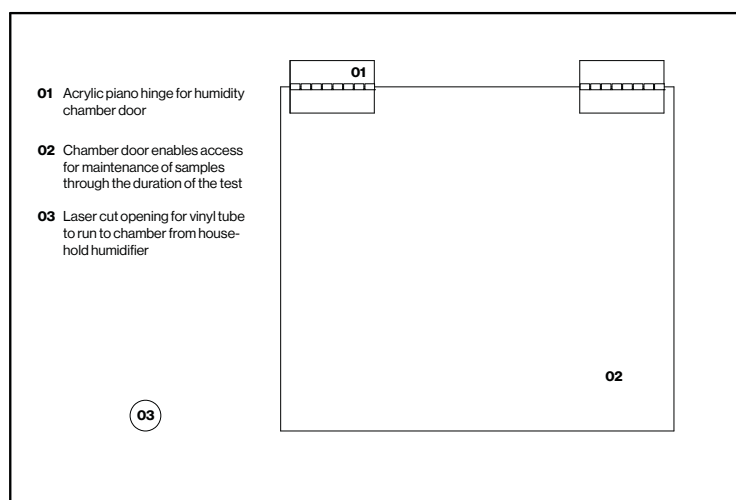 01 Acrylic piano hinge for humidity
chamber door
02 Chamber door enables access
for maintenance of samples
through the duration of the test
03 Laser cut opening for vinyl tube
to run to chamber from house-
hold humidifier
01
02
03